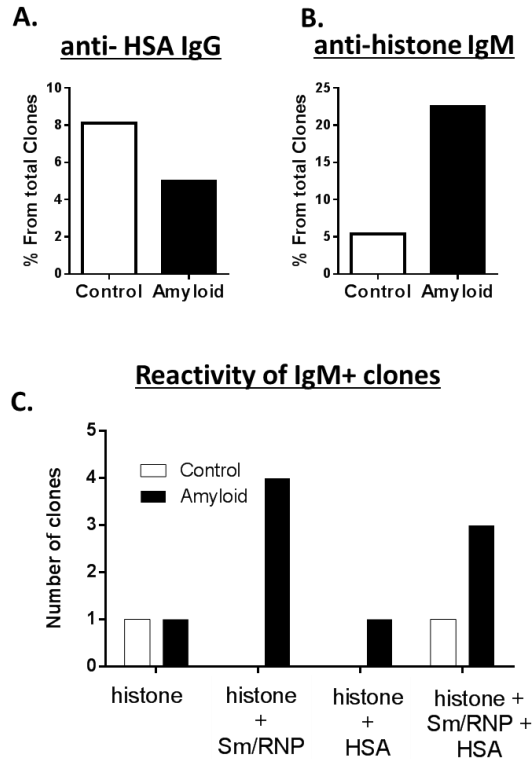 A.
anti- HSA IgG
% From total Clones
10
8
6
4
2
0
Control Amyloid
B.
anti-histone IgM
% From total Clones
25
20
15
10
5
0
Control Amyloid
Reactivity of IgM+ clones
C.
Number of clones
5
4
3
2
1
0
Control
Amyloid
histone
histone
+
Sm/RNP
histone
+
HSA
histone +
Sm/RNP +
HSA